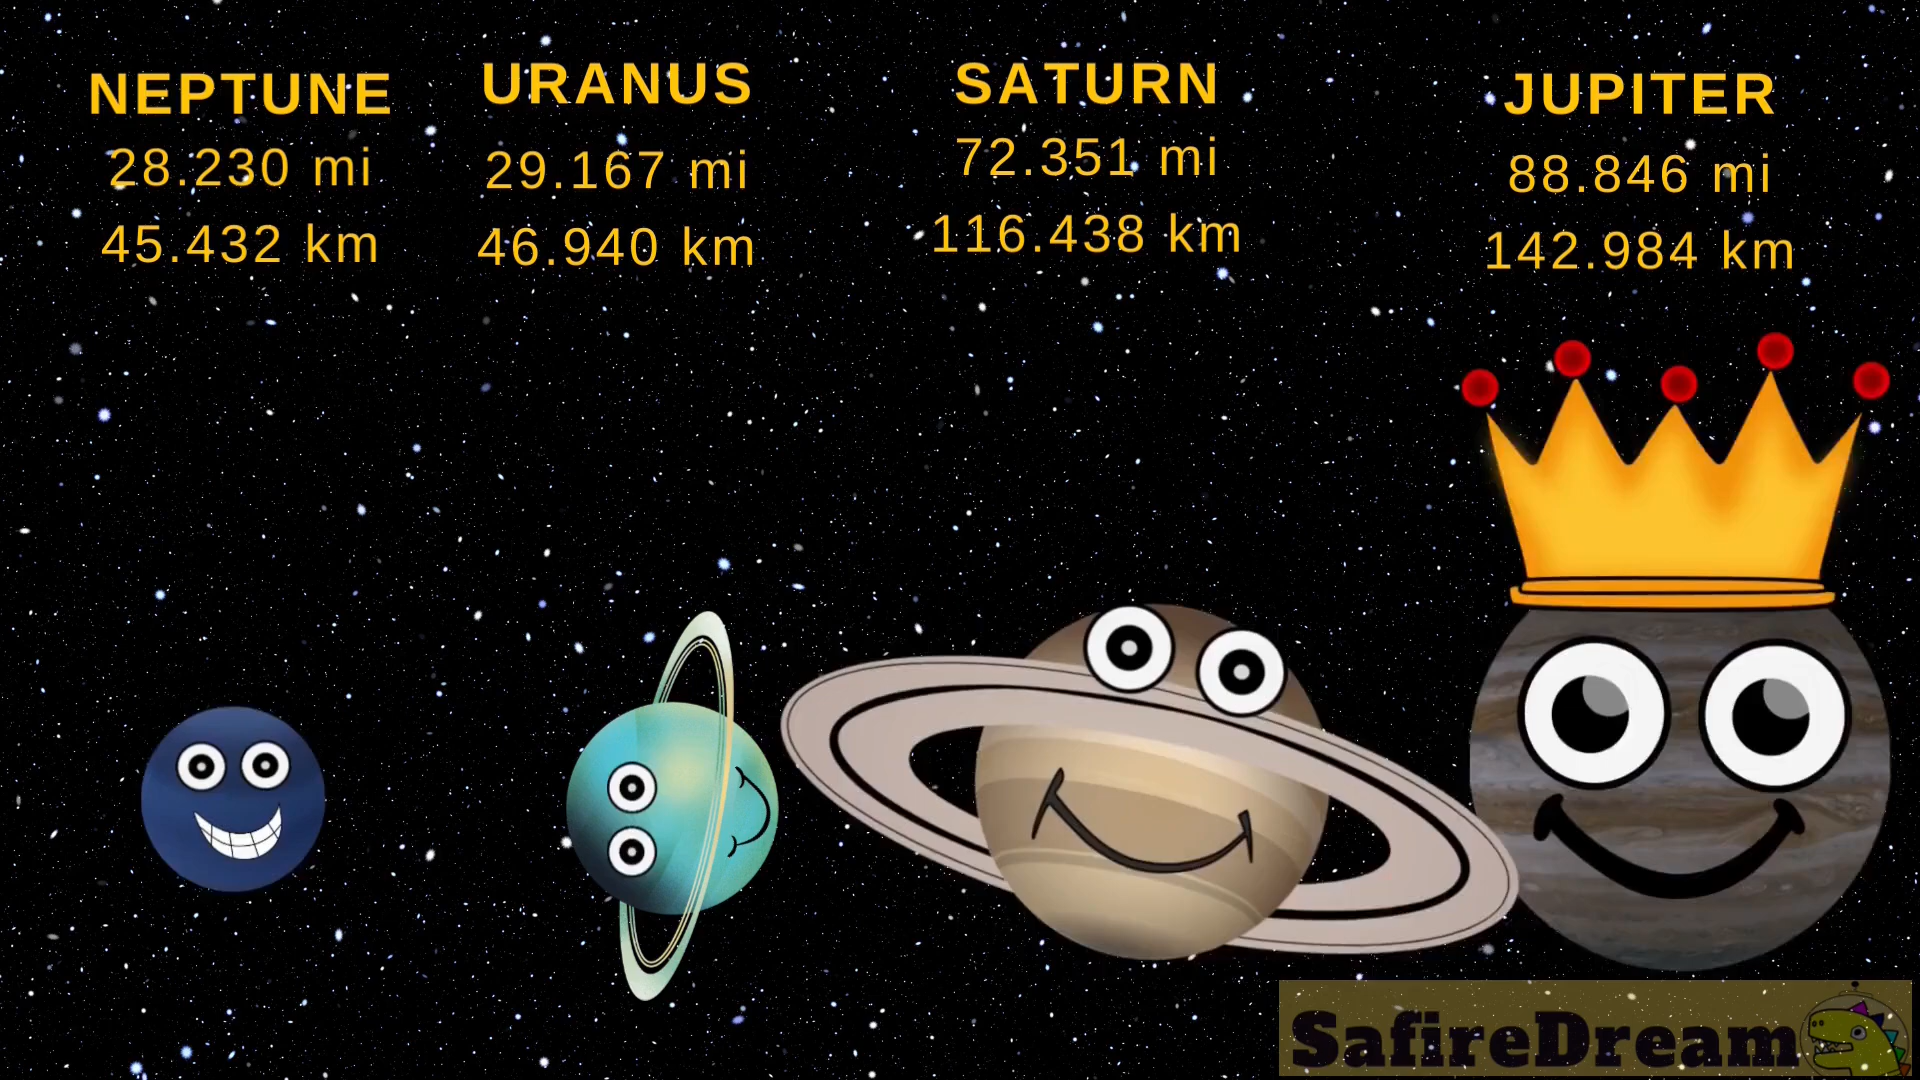 NEPTUNE
28.230 mi
45.432 km
URANUS
29.167 mi
46.940 km
SATURN
72.351 mi
116.438 km
JUPITER
88.846 mi
142.984 km
SafireDream